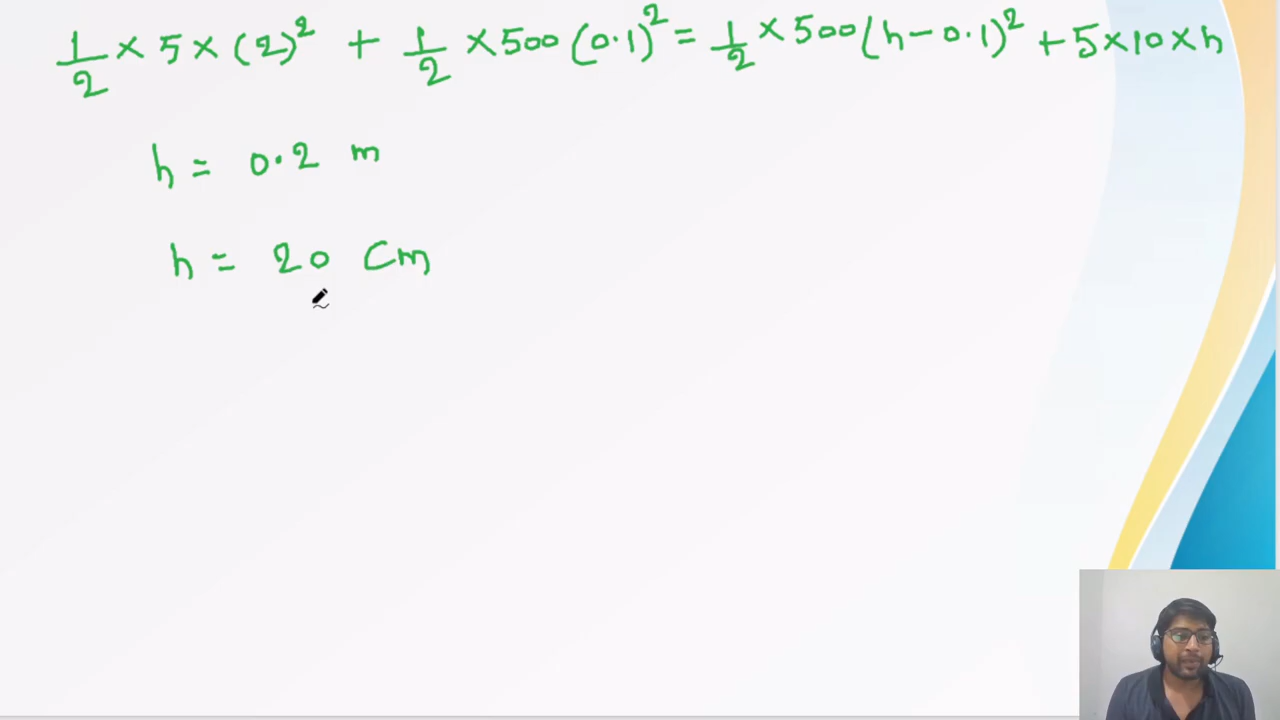 1/2 × 5 × (2)² + 1/2 × 500 (0.1)² = 1/2 × 500 (h - 0.1)² + 5 × 10 × h
h = 0.2 m
h = 20 Cm